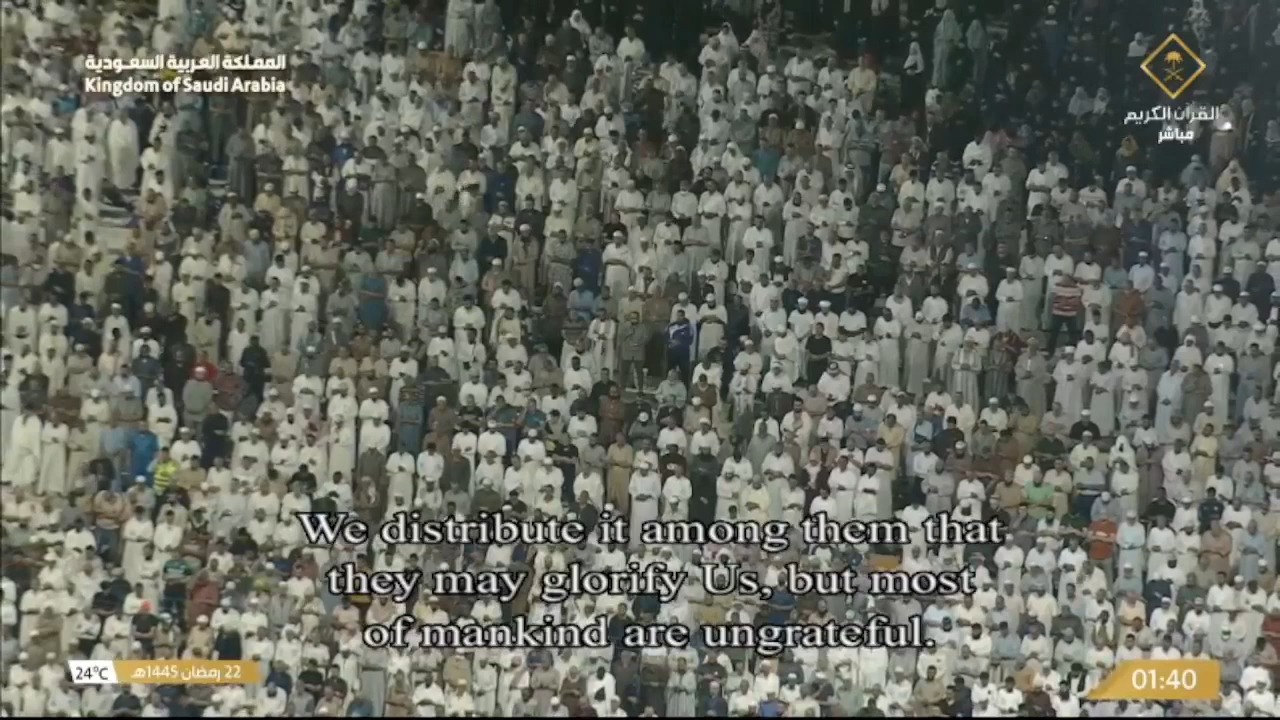 المملكة العربية السعودية
Kingdom of Saudi Arabia
القرآن الكريم
مباشر
We distribute it among them that
they may glorify Us, but most
of mankind are ungrateful.
24°C
22 رمضان 1445هـ
01:40